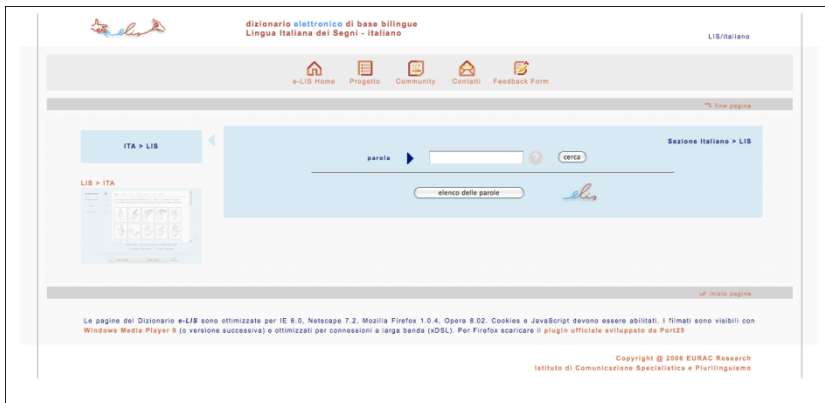 elis
dizionario elettronico di base bilingue
Lingua Italiana dei Segni - italiano
LIS/italiano
e-LIS Home Progetto Community Contatti Feedback Form
fine pagina
ITA > LIS
Sezione Italiano > LIS
parola ? cerca
LIS > ITA
elenco delle parole elis
inizio pagina
Le pagine del Dizionario e-LIS sono ottimizzate per IE 6.0, Netscape 7.2, Mozilla Firefox 1.0.4, Opera 8.02. Cookies e JavaScript devono essere abilitati. I filmati sono visibili con
Windows Media Player 9 (o versione successiva) e ottimizzati per connessioni a larga banda (xDSL). Per Firefox scaricare il plugin ufficiale sviluppato da Port25
Copyright @ 2006 EURAC Research
Istituto di Comunicazione Specialistica e Plurilinguismo